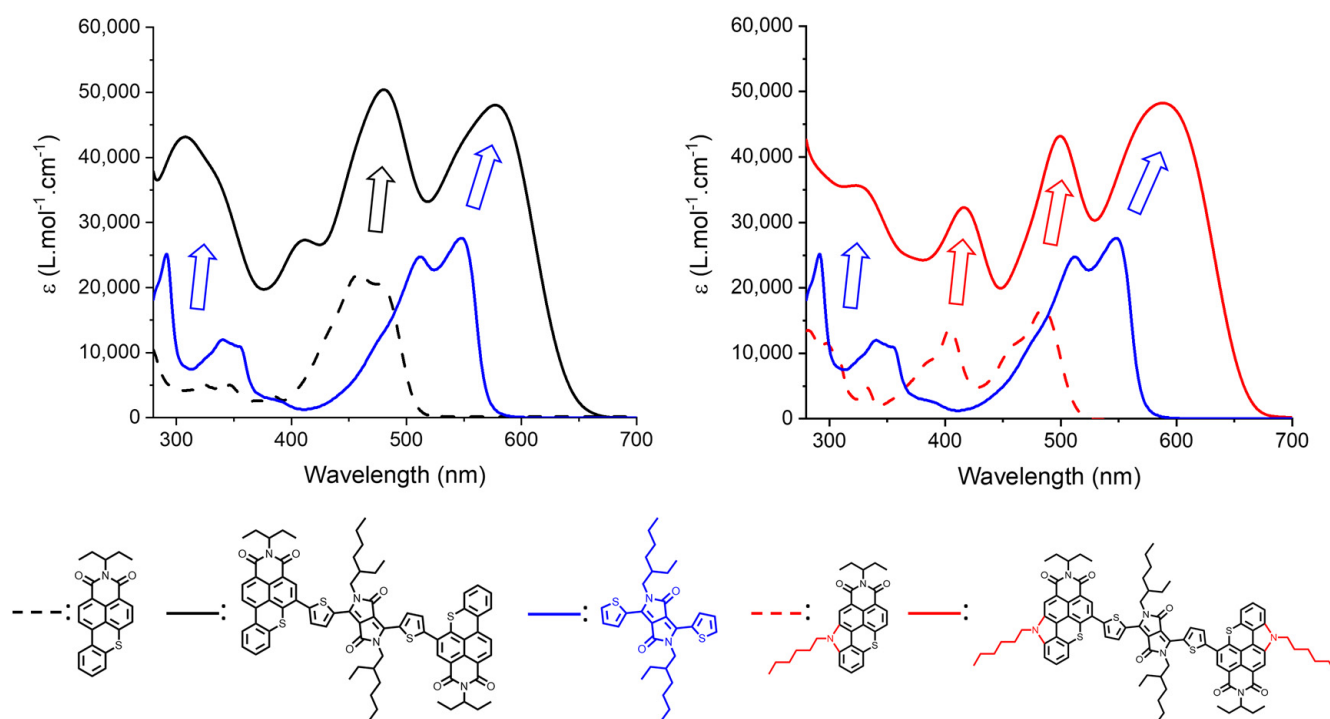 60,000
50,000
40,000
30,000
20,000
10,000
0
ε (L.mol⁻¹.cm⁻¹)
300 400 500 600 700
Wavelength (nm)
60,000
50,000
40,000
30,000
20,000
10,000
0
ε (L.mol⁻¹.cm⁻¹)
300 400 500 600 700
Wavelength (nm)
:
O N O
S
:
O N O
S
S
N O
O N
S
S
O N O
:
N O
S
S
O N
:
O N O
N
S
:
O N O
N
S
S
N O
O N
S
S
N
O N O